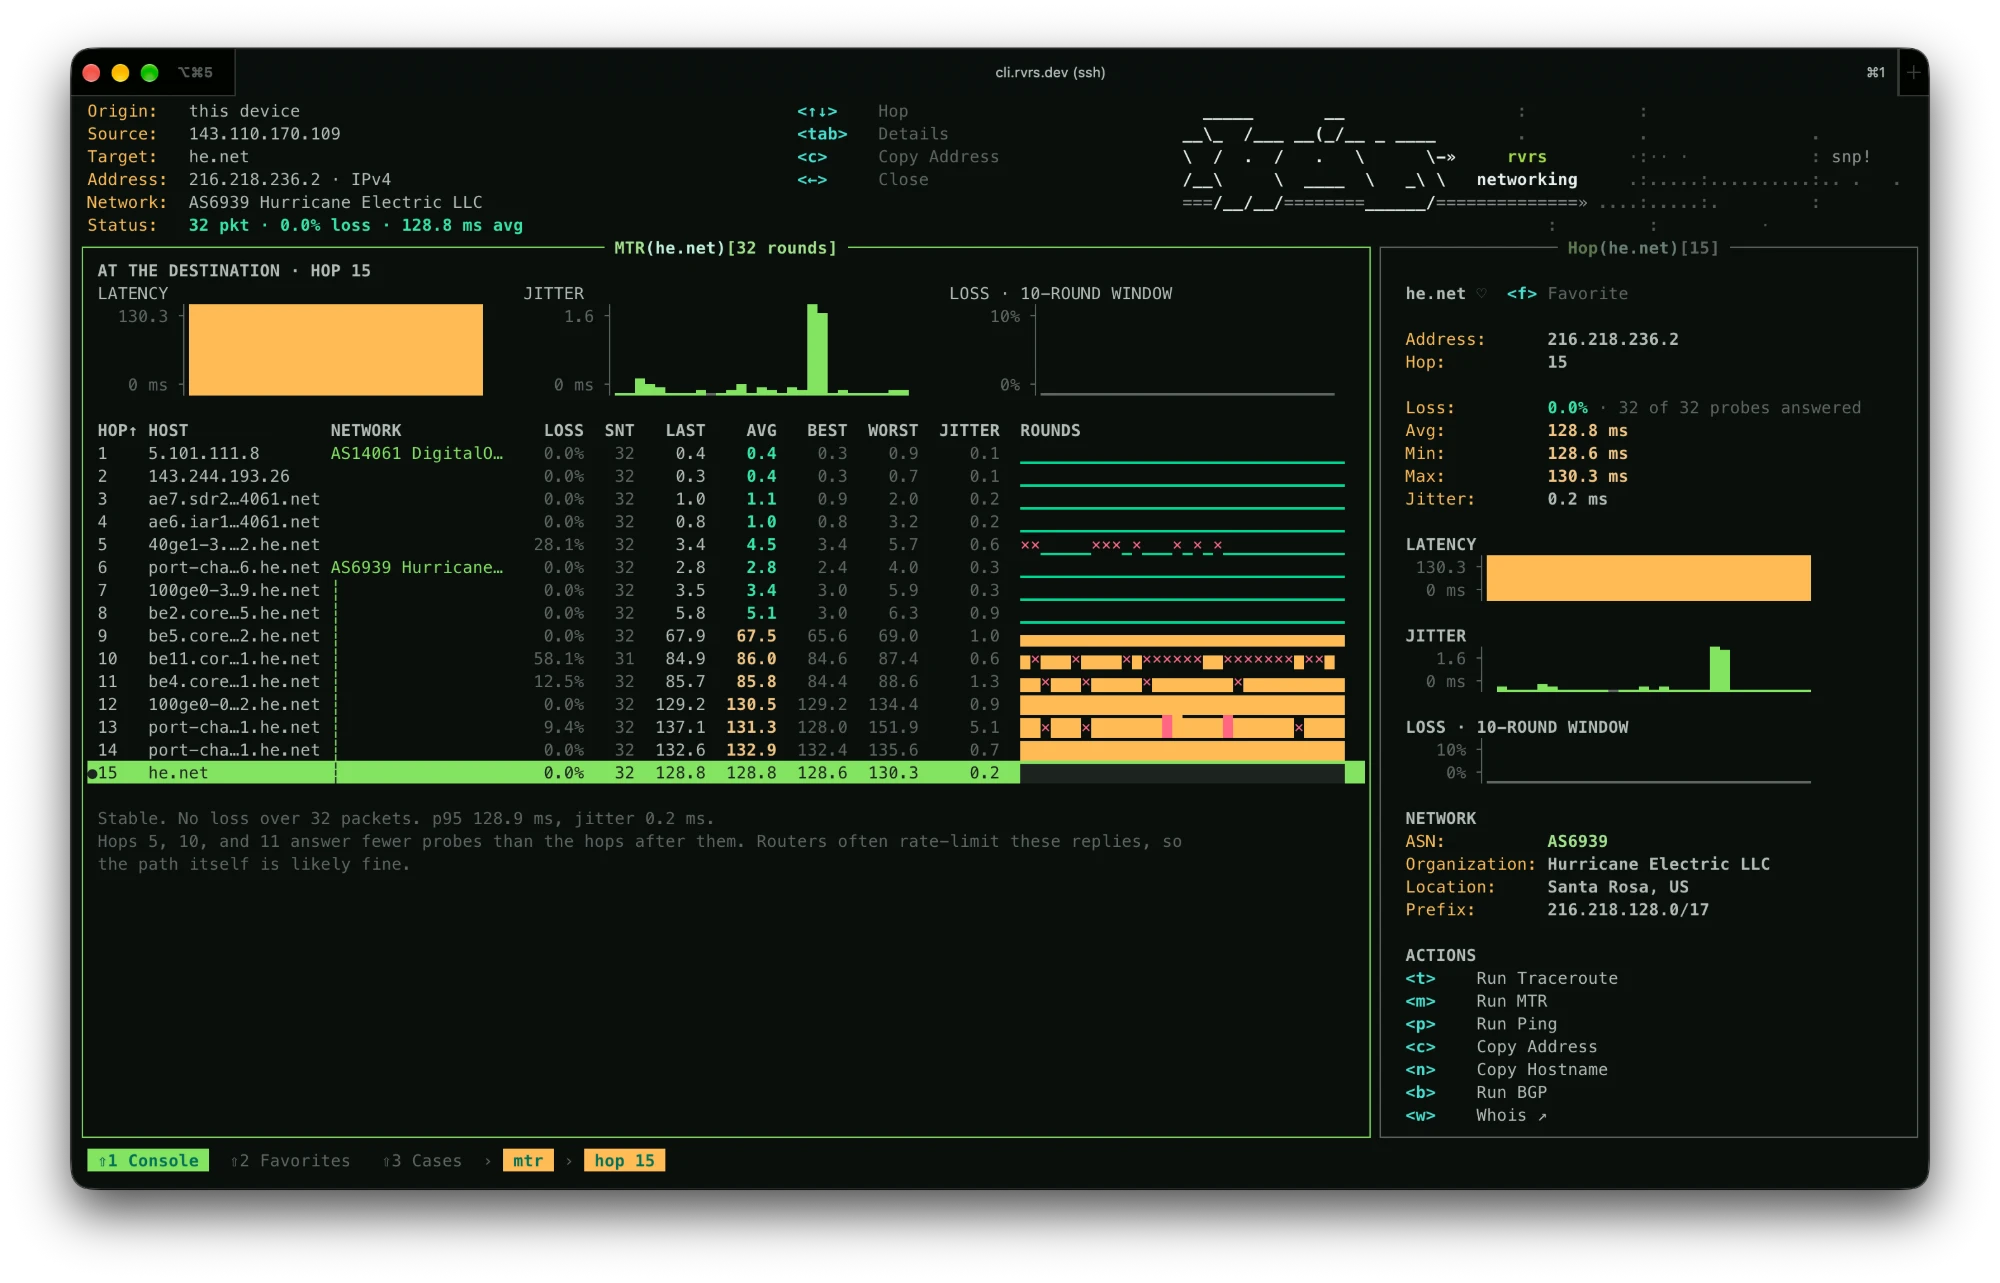 ⌥⌘5 cli.rvrs.dev (ssh) ⌘1 +
Origin: this device <↑↓> Hop
Source: 143.110.170.109 <tab> Details
Target: he.net <c> Copy Address rvrs snp!
Address: 216.218.236.2 · IPv4 <←> Close networking
Network: AS6939 Hurricane Electric LLC
Status: 32 pkt · 0.0% loss · 128.8 ms avg
MTR(he.net)[32 rounds]
AT THE DESTINATION · HOP 15
LATENCY JITTER LOSS · 10-ROUND WINDOW
130.3 1.6 10%
0 ms 0 ms 0%
HOP↑ HOST NETWORK LOSS SNT LAST AVG BEST WORST JITTER ROUNDS
1 5.101.111.8 AS14061 DigitalO… 0.0% 32 0.4 0.4 0.3 0.9 0.1
2 143.244.193.26 0.0% 32 0.3 0.4 0.3 0.7 0.1
3 ae7.sdr2…4061.net 0.0% 32 1.0 1.1 0.9 2.0 0.2
4 ae6.iar1…4061.net 0.0% 32 0.8 1.0 0.8 3.2 0.2
5 40ge1-3.…2.he.net 28.1% 32 3.4 4.5 3.4 5.7 0.6
6 port-cha…6.he.net AS6939 Hurricane… 0.0% 32 2.8 2.8 2.4 4.0 0.3
7 100ge0-3…9.he.net 0.0% 32 3.5 3.4 3.0 5.9 0.3
8 be2.core…5.he.net 0.0% 32 5.8 5.1 3.0 6.3 0.9
9 be5.core…2.he.net 0.0% 32 67.9 67.5 65.6 69.0 1.0
10 be11.cor…1.he.net 58.1% 31 84.9 86.0 84.6 87.4 0.6
11 be4.core…1.he.net 12.5% 32 85.7 85.8 84.4 88.6 1.3
12 100ge0-0…2.he.net 0.0% 32 129.2 130.5 129.2 134.4 0.9
13 port-cha…1.he.net 9.4% 32 137.1 131.3 128.0 151.9 5.1
14 port-cha…1.he.net 0.0% 32 132.6 132.9 132.4 135.6 0.7
●15 he.net 0.0% 32 128.8 128.8 128.6 130.3 0.2
Stable. No loss over 32 packets. p95 128.9 ms, jitter 0.2 ms.
Hops 5, 10, and 11 answer fewer probes than the hops after them. Routers often rate-limit these replies, so
the path itself is likely fine.
Hop(he.net)[15]
he.net ♡ <f> Favorite
Address: 216.218.236.2
Hop: 15
Loss: 0.0% · 32 of 32 probes answered
Avg: 128.8 ms
Min: 128.6 ms
Max: 130.3 ms
Jitter: 0.2 ms
LATENCY
130.3
0 ms
JITTER
1.6
0 ms
LOSS · 10-ROUND WINDOW
10%
0%
NETWORK
ASN: AS6939
Organization: Hurricane Electric LLC
Location: Santa Rosa, US
Prefix: 216.218.128.0/17
ACTIONS
<t> Run Traceroute
<m> Run MTR
<p> Run Ping
<c> Copy Address
<n> Copy Hostname
<b> Run BGP
<w> Whois ↗
⇧1 Console ⇧2 Favorites ⇧3 Cases › mtr › hop 15